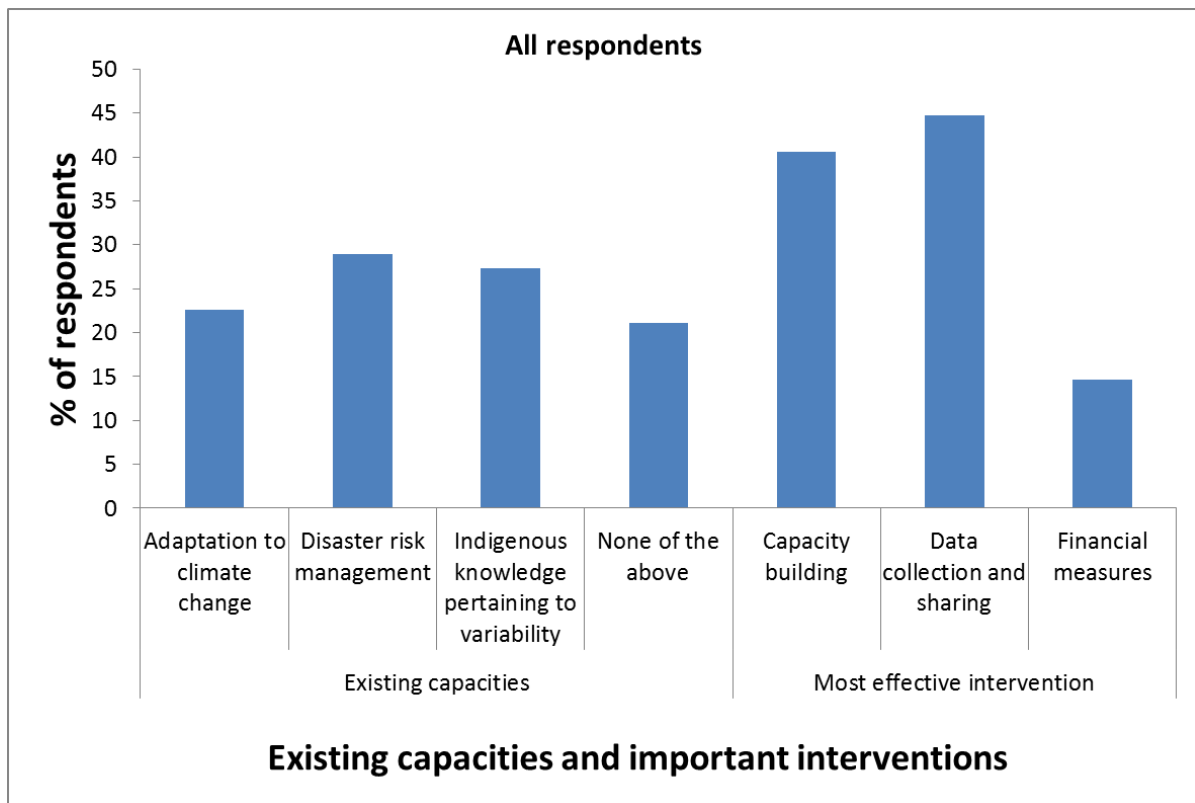 All respondents
50
45
40
35
30
25
20
15
10
5
0
% of respondents
Adaptation to
climate
change
Disaster risk
management
Indigenous
knowledge
pertaining to
variability
None of the
above
Capacity
building
Data
collection and
sharing
Financial
measures
Existing capacities
Most effective intervention
Existing capacities and important interventions